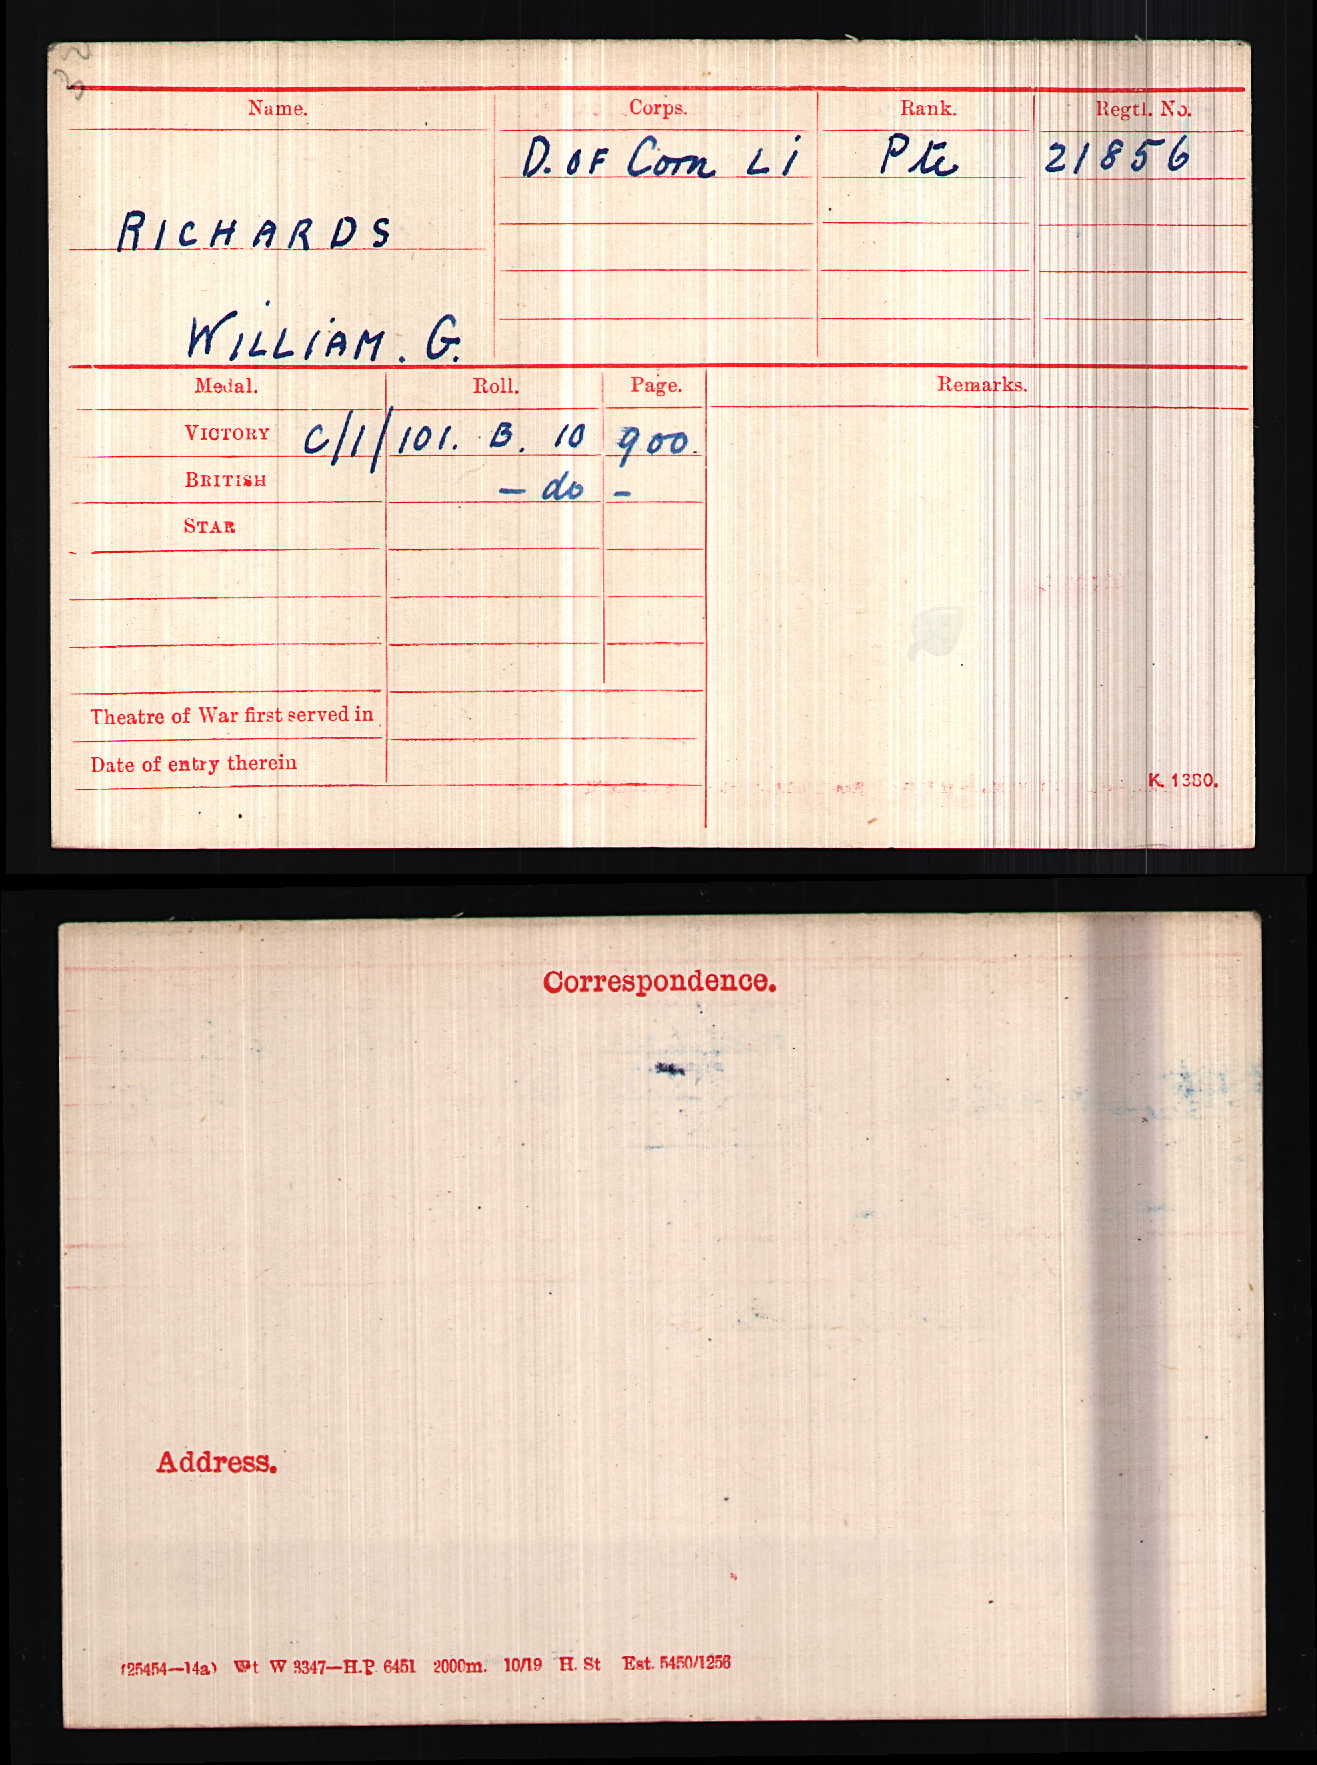 32
Name. Corps. Rank. Regtl. No.
D. OF Corn L I Pte 21856
RICHARDS
WILLIAM. G.
Medal. Roll. Page. Remarks.
VICTORY C/1/101. B. 10 900.
BRITISH - do -
STAR
Theatre of War first served in
Date of entry therein
K. 1380.
Correspondence.
Address.
(25454—14a) Wt W 3347—H.P. 6451 2000m. 10/19 H. St Est. 5450/1256